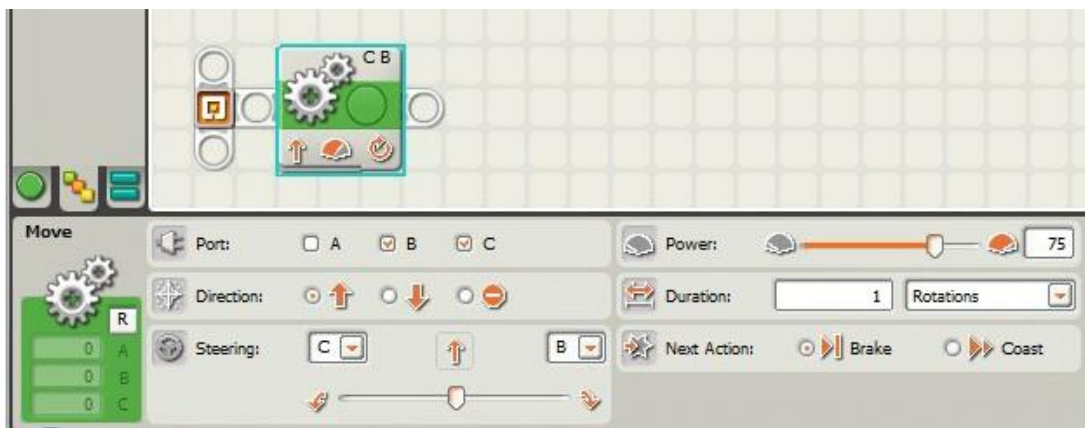 C B
Move
R
0 A
0 B
0 C
Port: A B C
Direction:
Steering: C B
Power: 75
Duration: 1 Rotations
Next Action: Brake Coast